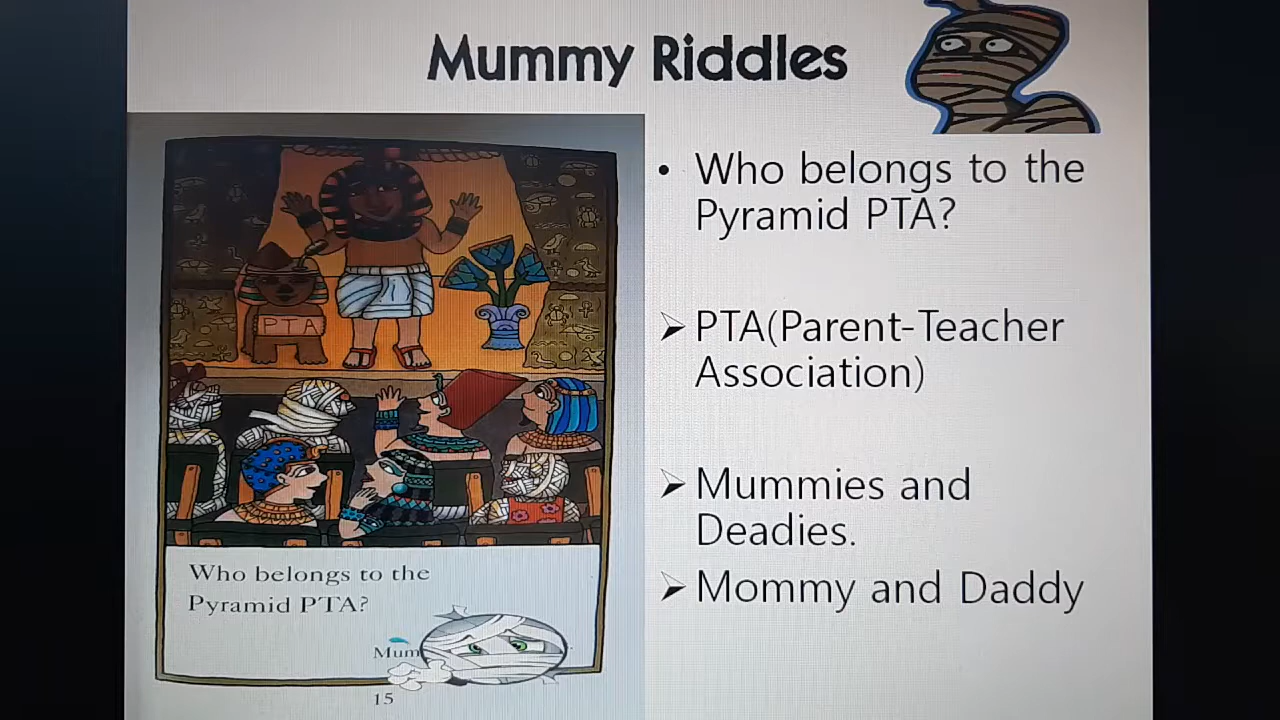 Mummy Riddles
PTA
Who belongs to the
Pyramid PTA?
Mum
15
• Who belongs to the
Pyramid PTA?
➢ PTA(Parent-Teacher
Association)
➢ Mummies and
Deadies.
➢ Mommy and Daddy